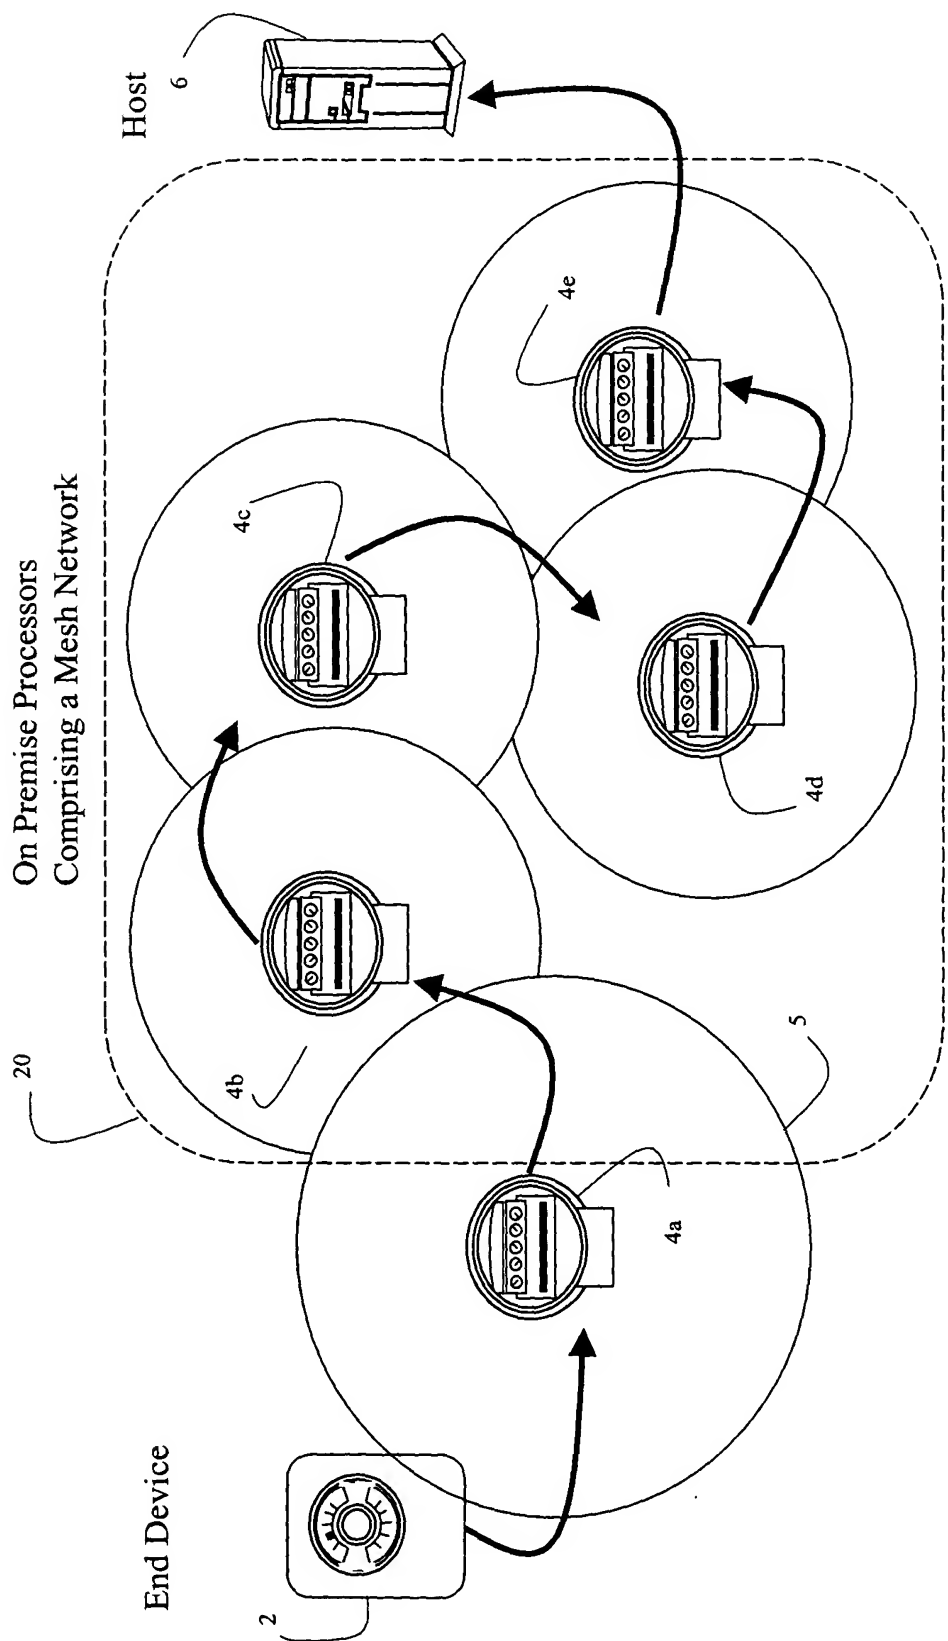 On Premise Processors
Comprising a Mesh Network
End Device
Host
2
4a
4b
4c
4d
4e
5
6
20